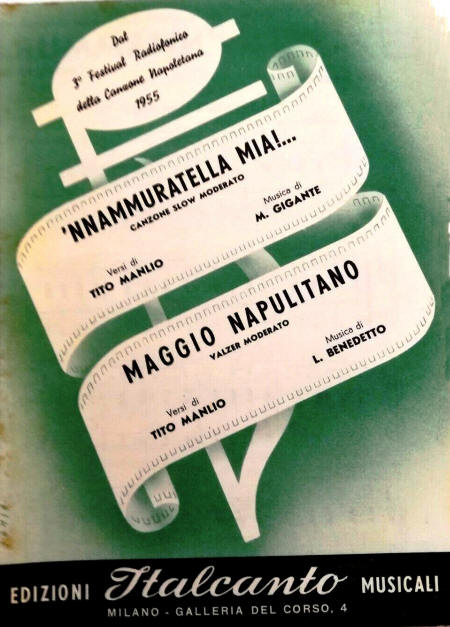 Dal
3º Festival Radiofonico
della Canzone Napoletana
1955
'NNAMMURATELLA MIA!...
CANZONE SLOW MODERATO
Versi di
TITO MANLIO
Musica di
M. GIGANTE
MAGGIO NAPULITANO
VALZER MODERATO
Versi di
TITO MANLIO
Musica di
L. BENEDETTO
EDIZIONI Italcanto MUSICALI
MILANO - GALLERIA DEL CORSO, 4